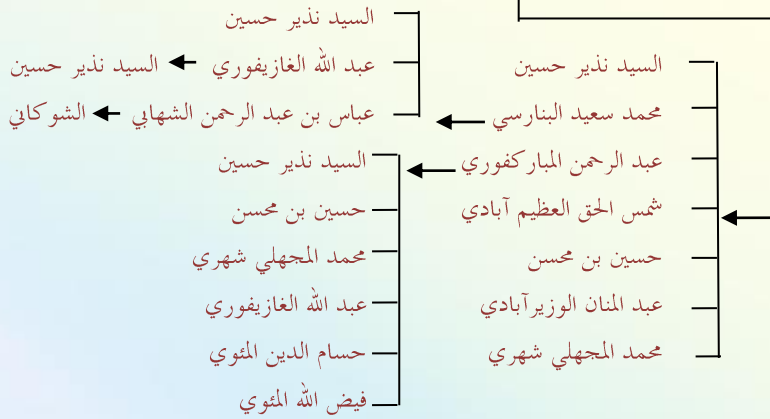 السيد نذير حسين
محمد سعيد البنارسي
عبد الرحمن المباركفوري
شمس الحق العظيم آبادي
حسين بن محسن
عبد المنان الوزيرآبادي
محمد المجهلي شهري
السيد نذير حسين
عبد الله الغازيفوري
السيد نذير حسين
عباس بن عبد الرحمن الشهابي
الشوكاني
السيد نذير حسين
حسين بن محسن
محمد المجهلي شهري
عبد الله الغازيفوري
حسام الدين المئوي
فيض الله المئوي